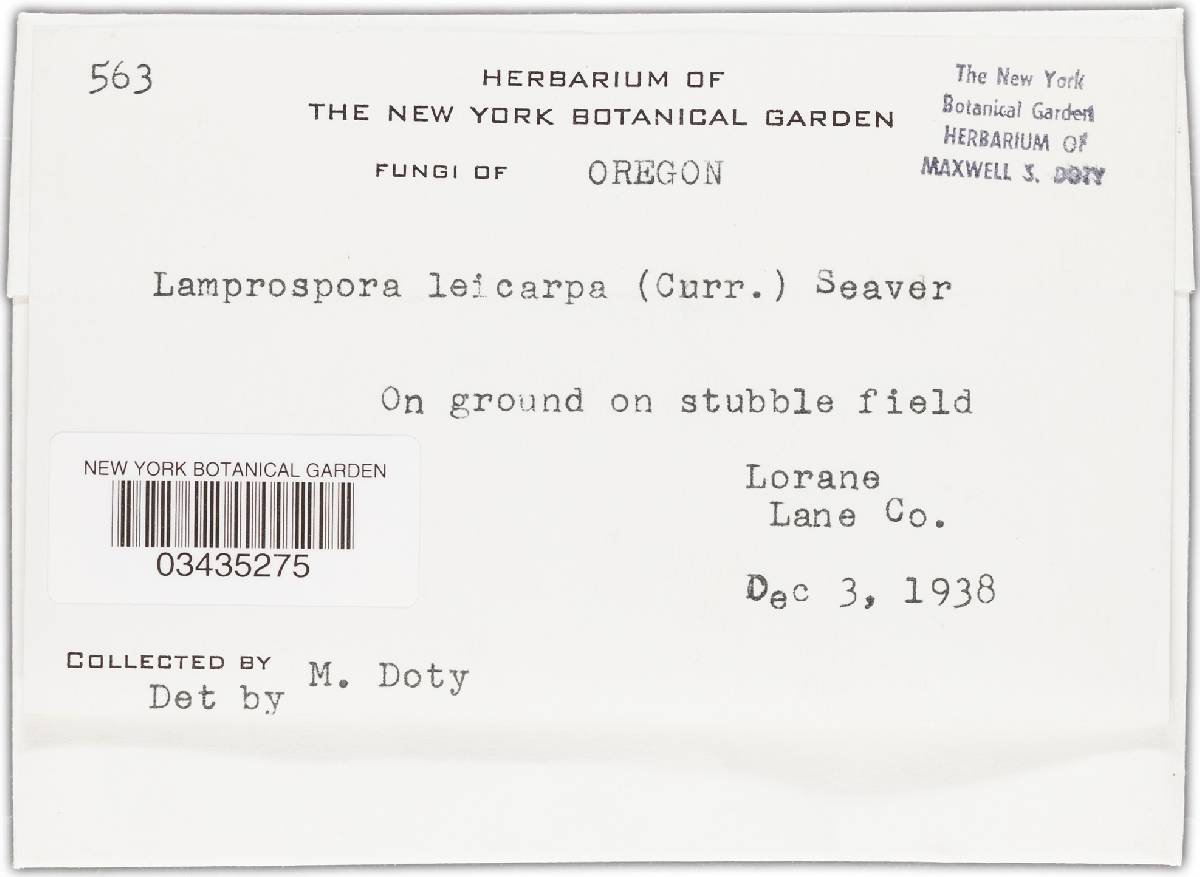 563
HERBARIUM OF
THE NEW YORK BOTANICAL GARDEN
FUNGI OF OREGON
The New York
Botanical Garden
HERBARIUM OF
MAXWELL S. DOTY
Lamprospora leicarpa (Curr.) Seaver
On ground on stubble field
Lorane
Lane Co.
Dec 3, 1938
NEW YORK BOTANICAL GARDEN
03435275
COLLECTED BY M. Doty
Det by